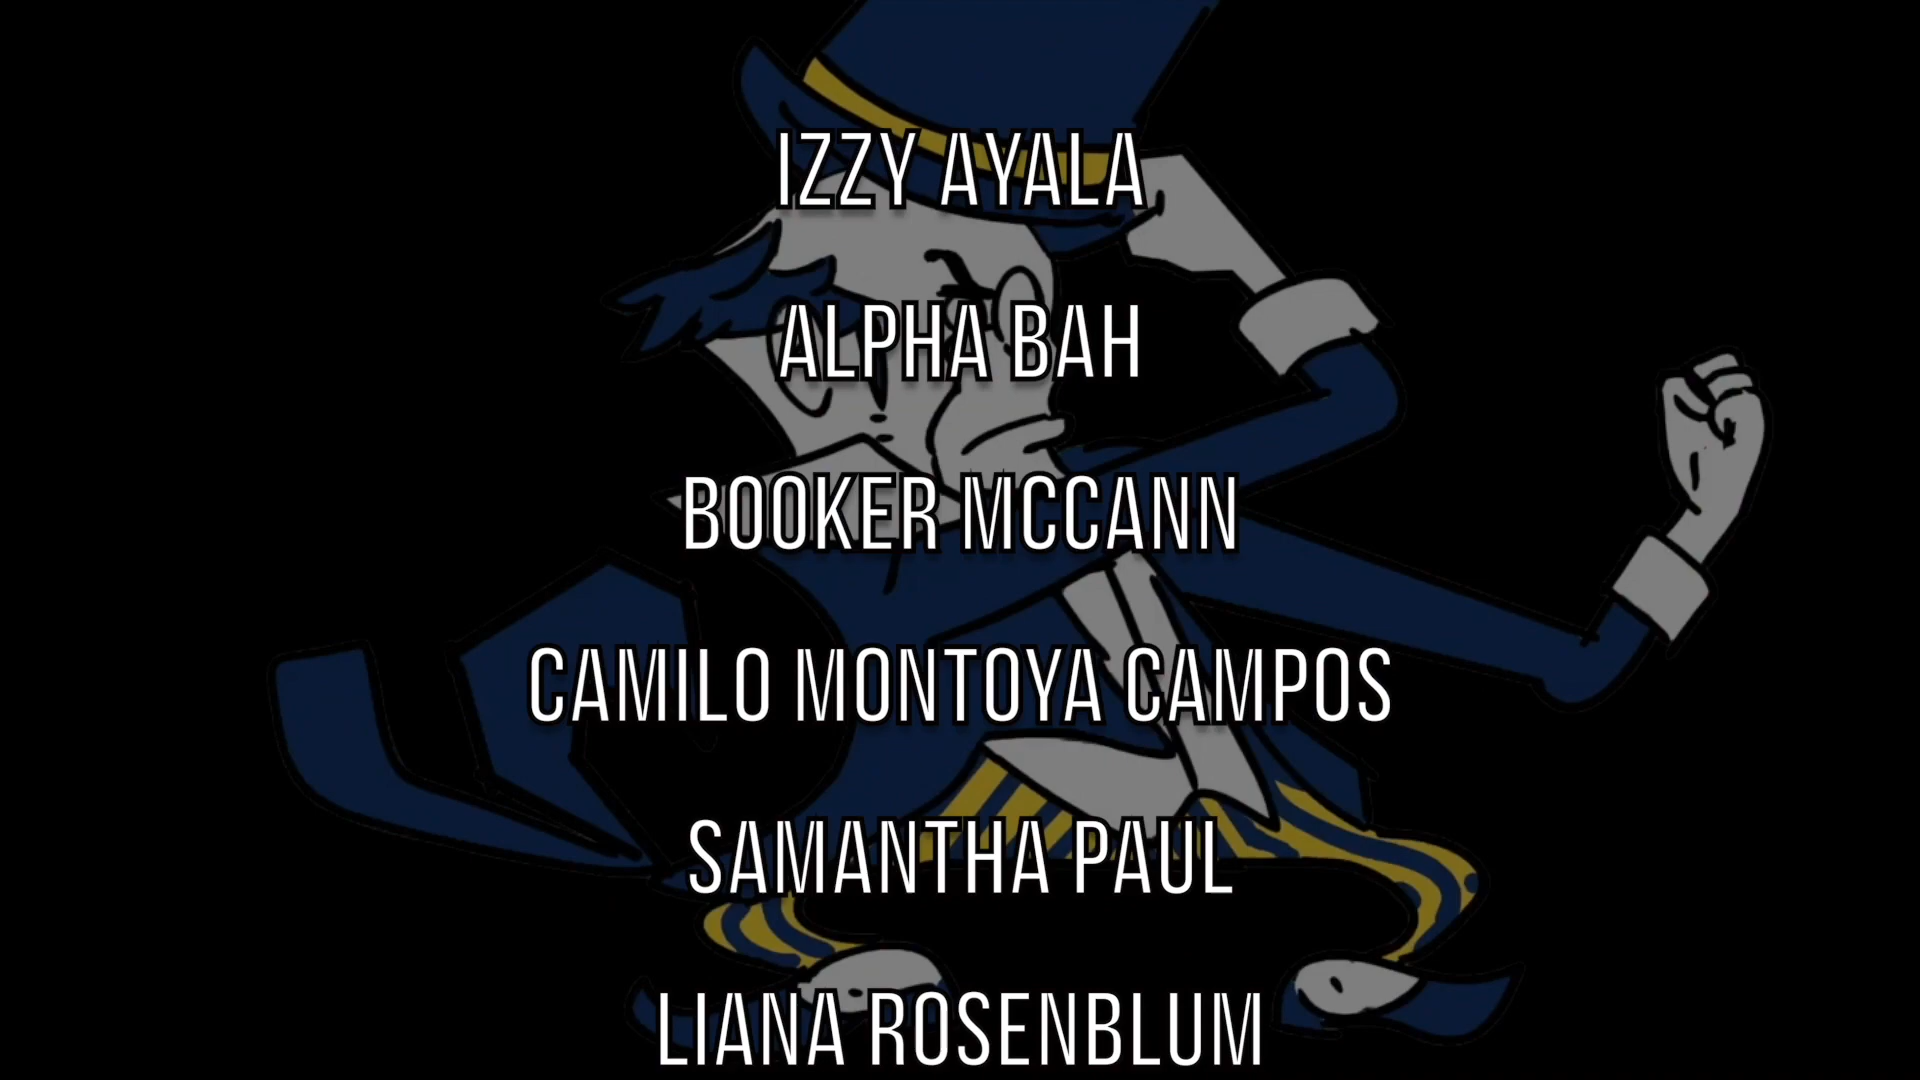 IZZY AYALA
ALPHA BAH
BOOKER MCCANN
CAMILO MONTOYA CAMPOS
SAMANTHA PAUL
LIANA ROSENBLUM